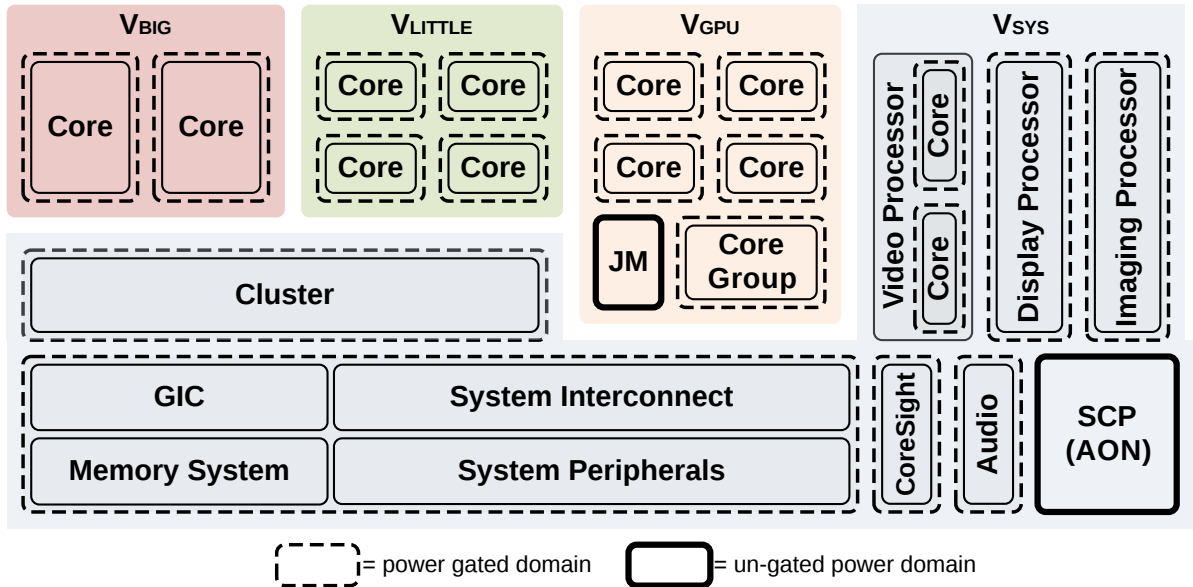 VBIG
VLITTLE
VGPU
VSYS
Core
Core
Core
Core
Core
Core
Core
Core
Core
Core
JM
Core
Group
Video Processor
Core
Core
Display Processor
Imaging Processor
Cluster
GIC
System Interconnect
Memory System
System Peripherals
CoreSight
Audio
SCP
(AON)
= power gated domain
= un-gated power domain